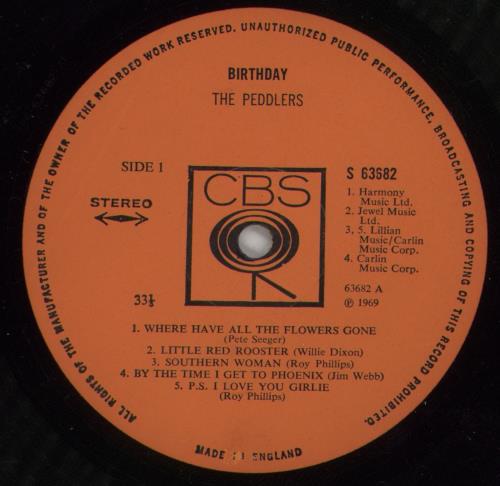 ALL RIGHTS OF THE MANUFACTURER AND OF THE OWNER OF THE RECORDED WORK RESERVED. UNAUTHORIZED PUBLIC PERFORMANCE, BROADCASTING AND COPYING OF THIS RECORD PROHIBITED.
BIRTHDAY
THE PEDDLERS
SIDE 1
STEREO
33⅓
CBS
S 63682
1. Harmony
Music Ltd.
2. Jewel Music
Ltd.
3, 5. Lillian
Music/Carlin
Music Corp.
4. Carlin
Music Corp.
63682 A
℗ 1969
1. WHERE HAVE ALL THE FLOWERS GONE
(Pete Seeger)
2. LITTLE RED ROOSTER (Willie Dixon)
3. SOUTHERN WOMAN (Roy Phillips)
4. BY THE TIME I GET TO PHOENIX (Jim Webb)
5. P.S. I LOVE YOU GIRLIE
(Roy Phillips)
MADE IN ENGLAND